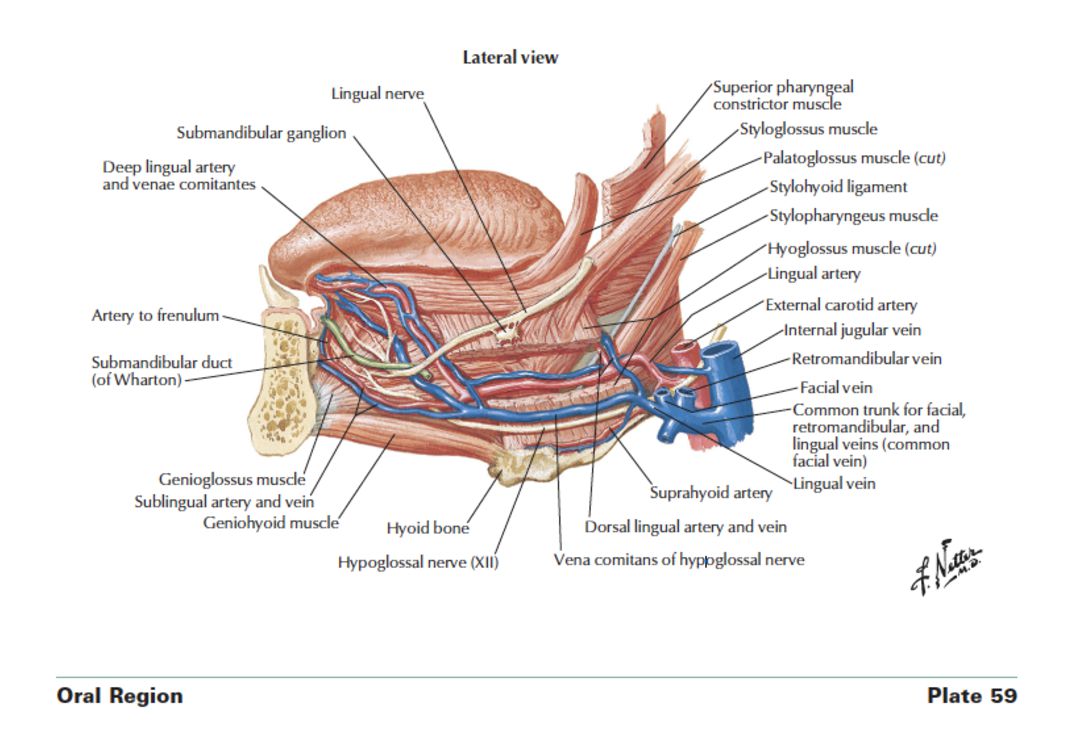 Lateral view
Lingual nerve
Submandibular ganglion
Deep lingual artery
and venae comitantes
Artery to frenulum
Submandibular duct
(of Wharton)
Genioglossus muscle
Sublingual artery and vein
Geniohyoid muscle
Hyoid bone
Hypoglossal nerve (XII)
Superior pharyngeal
constrictor muscle
Styloglossus muscle
Palatoglossus muscle (cut)
Stylohyoid ligament
Stylopharyngeus muscle
Hyoglossus muscle (cut)
Lingual artery
External carotid artery
Internal jugular vein
Retromandibular vein
Facial vein
Common trunk for facial,
retromandibular, and
lingual veins (common
facial vein)
Lingual vein
Suprahyoid artery
Dorsal lingual artery and vein
Vena comitans of hypoglossal nerve
F. Netter
M.D.
Oral Region
Plate 59